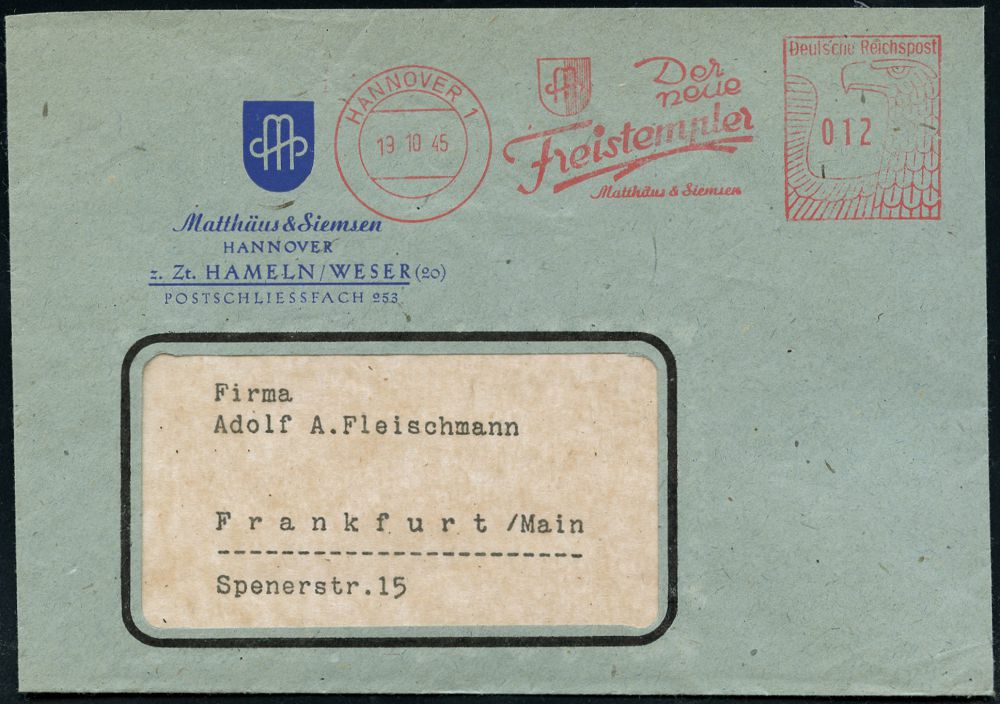 HANNOVER 1
19 10 45
Der
neue
Freistempler
Matthäus & Siemsen
Deutsche Reichspost
012
Matthäus & Siemsen
HANNOVER
z. Zt. HAMELN/WESER (20)
POSTSCHLIESSFACH 253
Firma
Adolf A.Fleischmann
Frankfurt /Main
Spenerstr.15